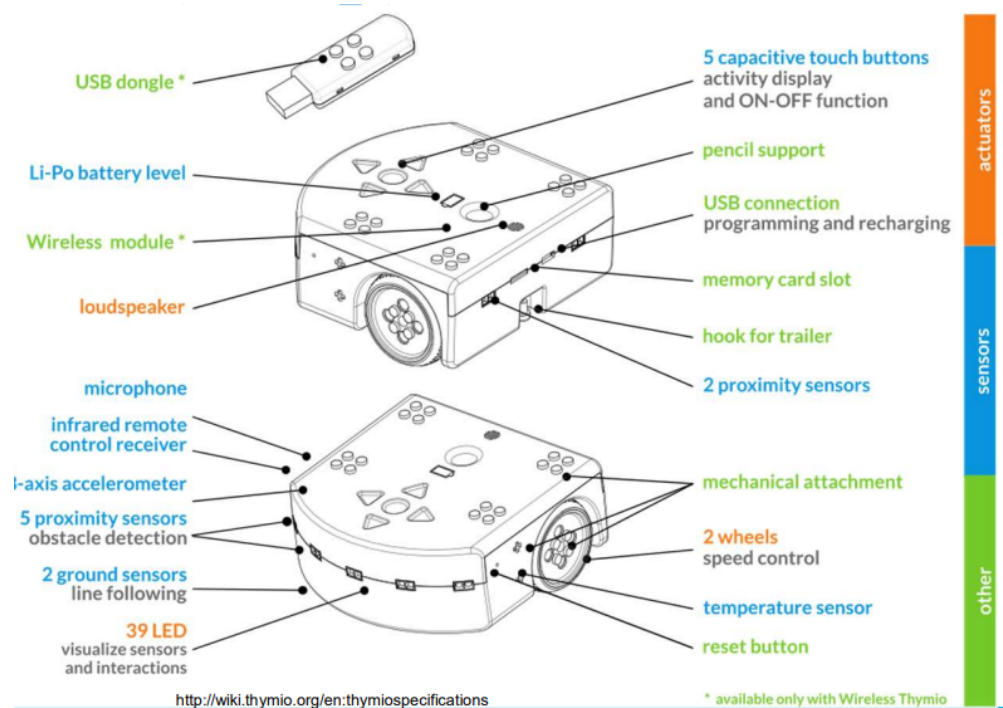 USB dongle *
Li-Po battery level
Wireless module *
loudspeaker
5 capacitive touch buttons
activity display
and ON-OFF function
pencil support
USB connection
programming and recharging
memory card slot
hook for trailer
2 proximity sensors
microphone
infrared remote
control receiver
-axis accelerometer
5 proximity sensors
obstacle detection
2 ground sensors
line following
39 LED
visualize sensors
and interactions
mechanical attachment
2 wheels
speed control
temperature sensor
reset button
actuators
sensors
other
http://wiki.thymio.org/en:thymiospecifications
* available only with Wireless Thymio